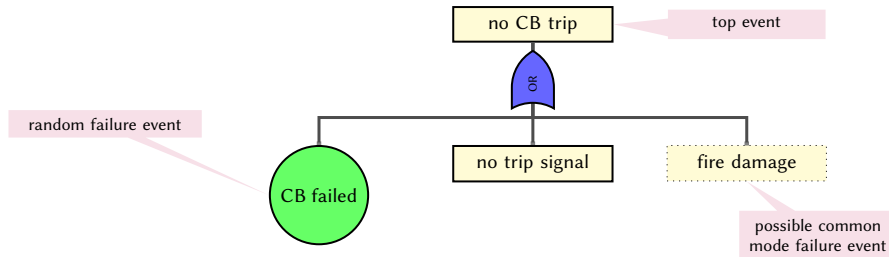 no CB trip
top event
OR
random failure event
CB failed
no trip signal
fire damage
possible common
mode failure event